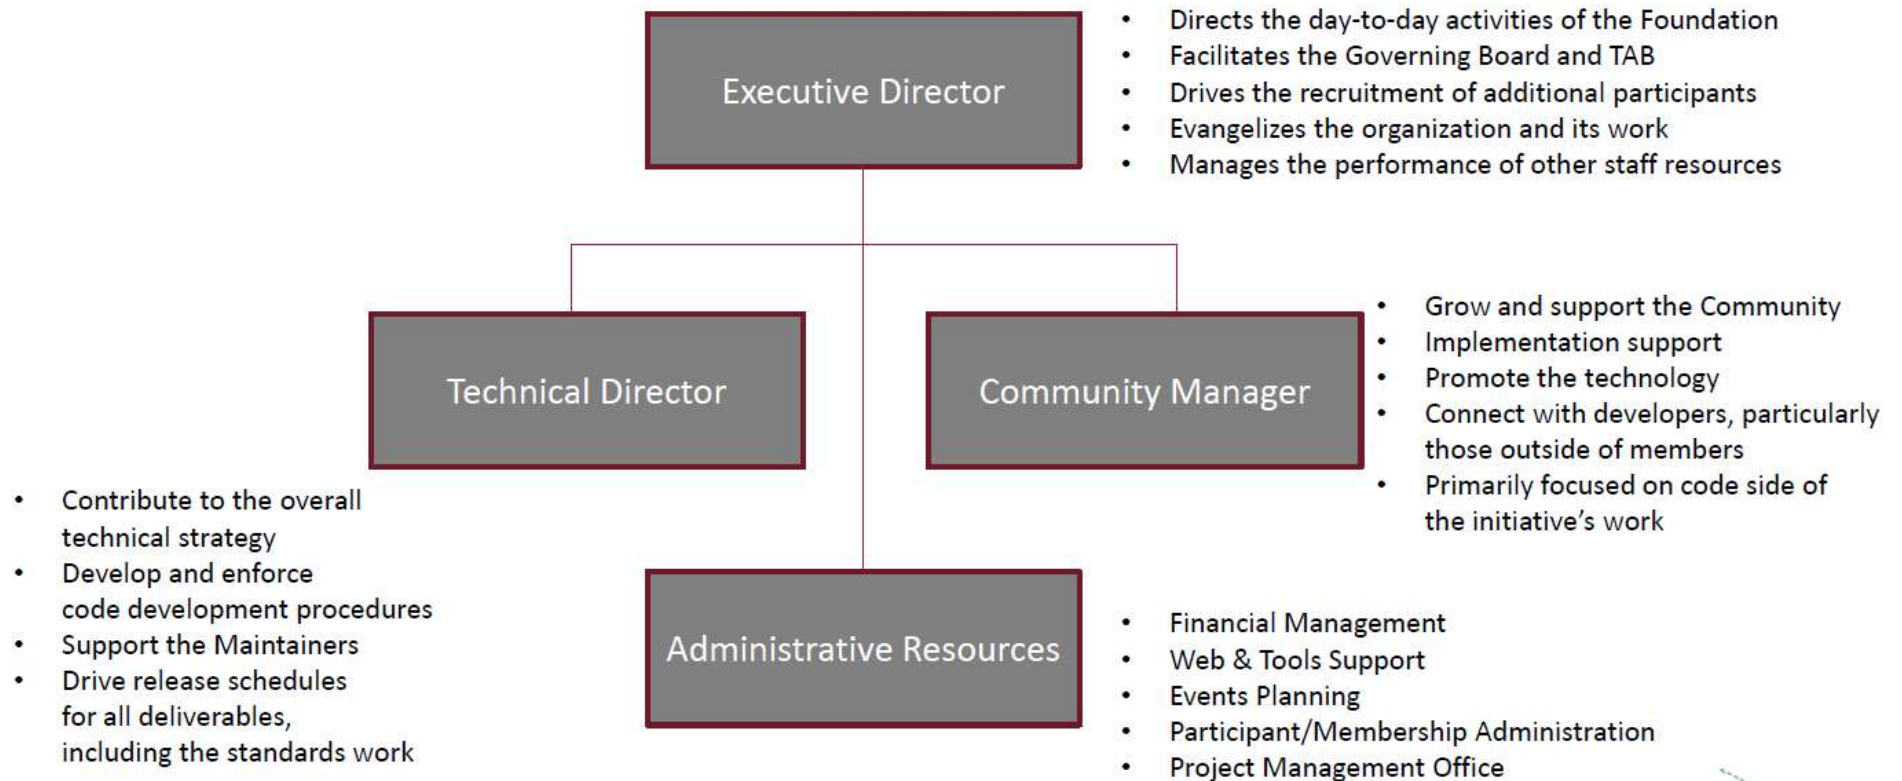 Executive Director
• Directs the day-to-day activities of the Foundation
• Facilitates the Governing Board and TAB
• Drives the recruitment of additional participants
• Evangelizes the organization and its work
• Manages the performance of other staff resources
Technical Director
• Contribute to the overall
technical strategy
• Develop and enforce
code development procedures
• Support the Maintainers
• Drive release schedules
for all deliverables,
including the standards work
Community Manager
• Grow and support the Community
• Implementation support
• Promote the technology
• Connect with developers, particularly
those outside of members
• Primarily focused on code side of
the initiative’s work
Administrative Resources
• Financial Management
• Web & Tools Support
• Events Planning
• Participant/Membership Administration
• Project Management Office